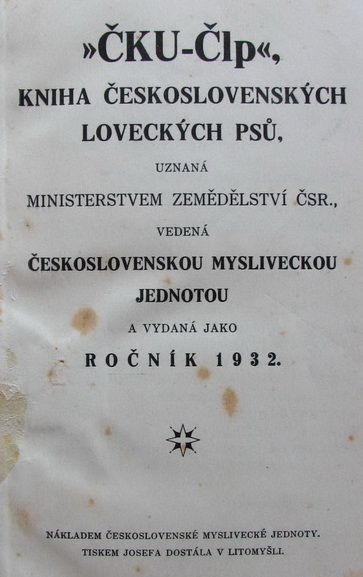 »ČKU-Člp«,
KNIHA ČESKOSLOVENSKÝCH
LOVECKÝCH PSŮ,
UZNANÁ
MINISTERSTVEM ZEMĚDĚLSTVÍ ČSR.,
VEDENÁ
ČESKOSLOVENSKOU MYSLIVECKOU
JEDNOTOU
A VYDANÁ JAKO
ROČNÍK 1932.
NÁKLADEM ČESKOSLOVENSKÉ MYSLIVECKÉ JEDNOTY.
TISKEM JOSEFA DOSTÁLA V LITOMYŠLI.